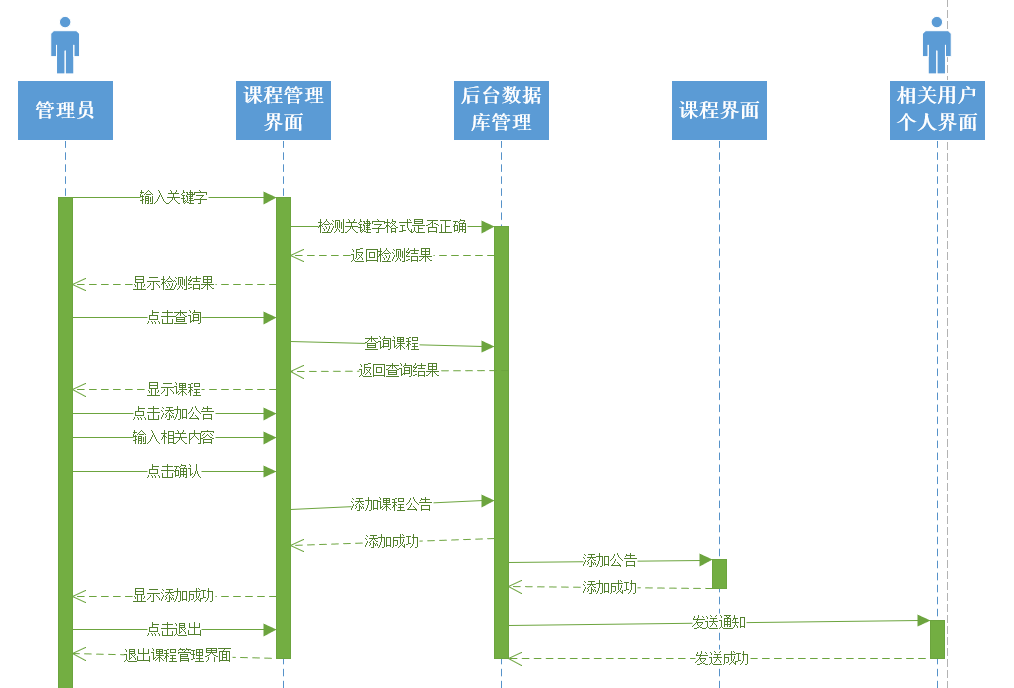 管理员
课程管理
界面
后台数据
库管理
课程界面
相关用户
个人界面
输入关键字
检测关键字格式是否正确
返回检测结果
显示检测结果
点击查询
查询课程
返回查询结果
显示课程
点击添加公告
输入相关内容
点击确认
添加课程公告
添加成功
添加公告
添加成功
显示添加成功
发送通知
点击退出
退出课程管理界面
发送成功